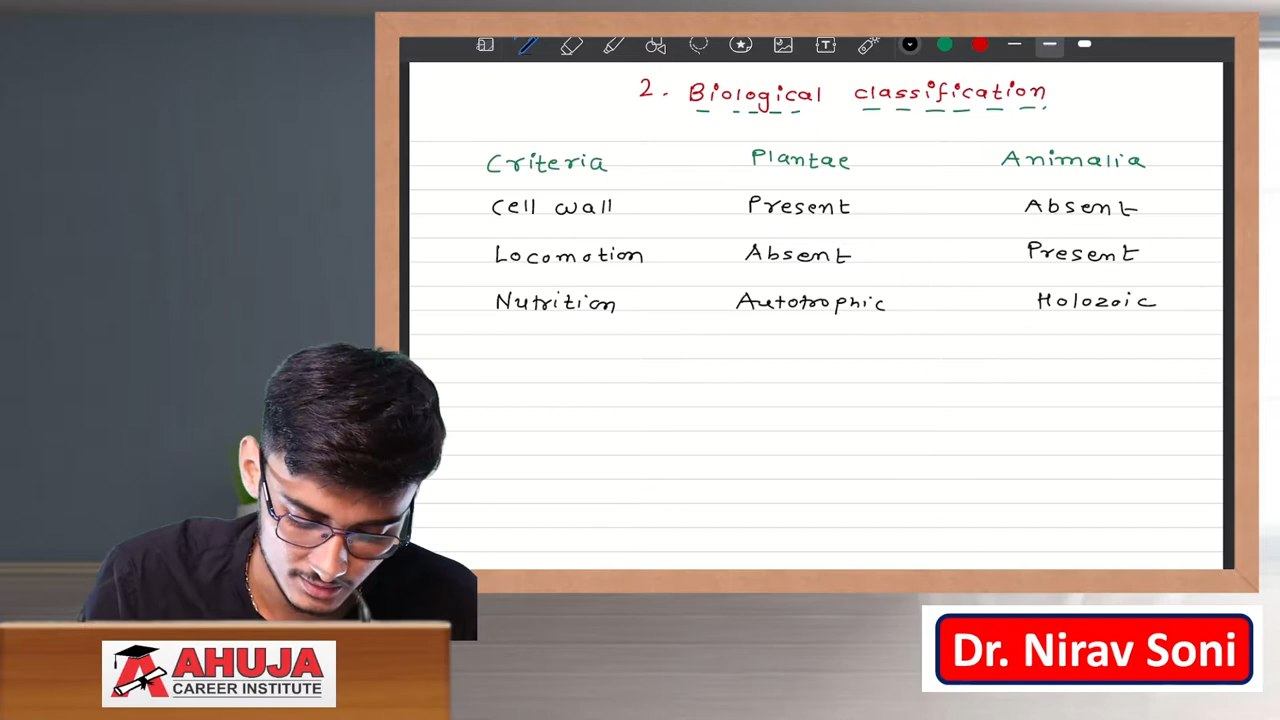 2. Biological classification
Criteria Plantae Animalia
Cell wall Present Absent
Locomotion Absent Present
Nutrition Autotrophic Holozoic
AHUJA
CAREER INSTITUTE
Dr. Nirav Soni